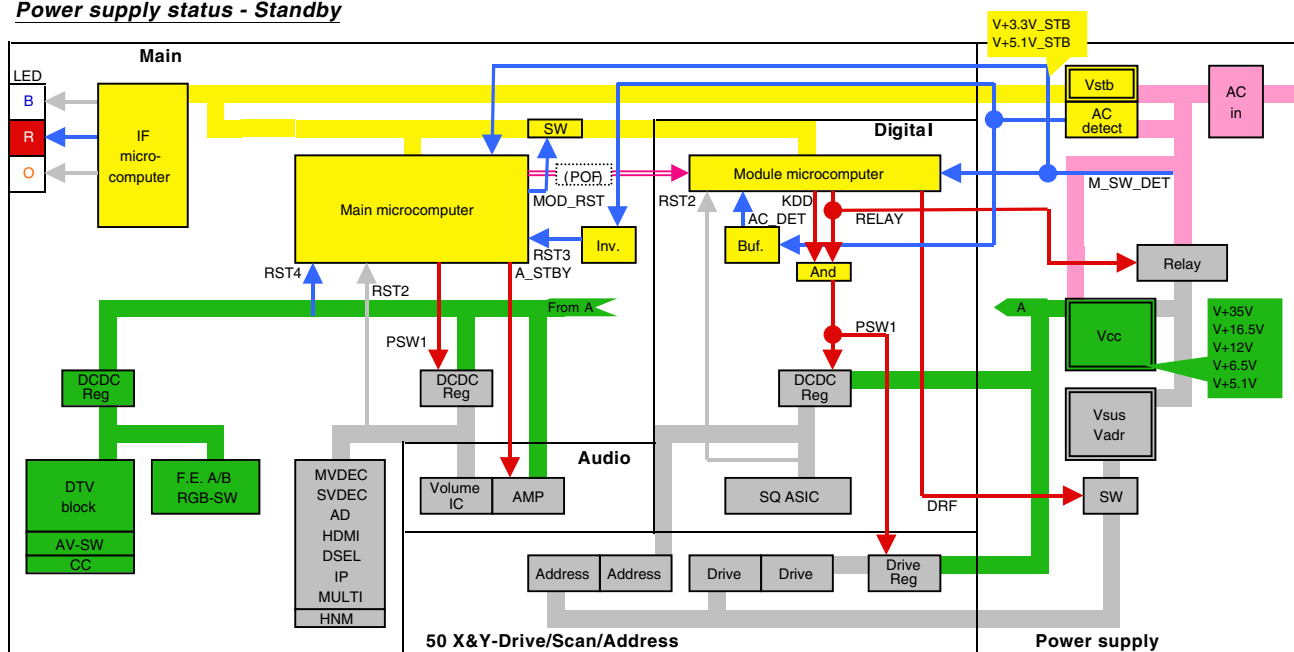 Power supply status - Standby
V+3.3V_STB
V+5.1V_STB
Main
LED
B
R
O
IF
micro-
computer
Vstb
AC
detect
AC
in
SW
Digital
Main microcomputer
(POF)
MOD_RST
Module microcomputer
M_SW_DET
RST2
KDD
AC_DET
RELAY
RST3
Inv.
Buf.
A_STBY
And
Relay
RST4
RST2
From A
A
PSW1
PSW1
Vcc
V+35V
V+16.5V
V+12V
V+6.5V
V+5.1V
DCDC
Reg
DCDC
Reg
DCDC
Reg
Vsus
Vadr
Audio
DTV
block
AV-SW
CC
F.E. A/B
RGB-SW
MVDEC
SVDEC
AD
HDMI
DSEL
IP
MULTI
HNM
Volume
IC
AMP
SQ ASIC
DRF
SW
Address
Address
Drive
Drive
Drive
Reg
50 X&Y-Drive/Scan/Address
Power supply